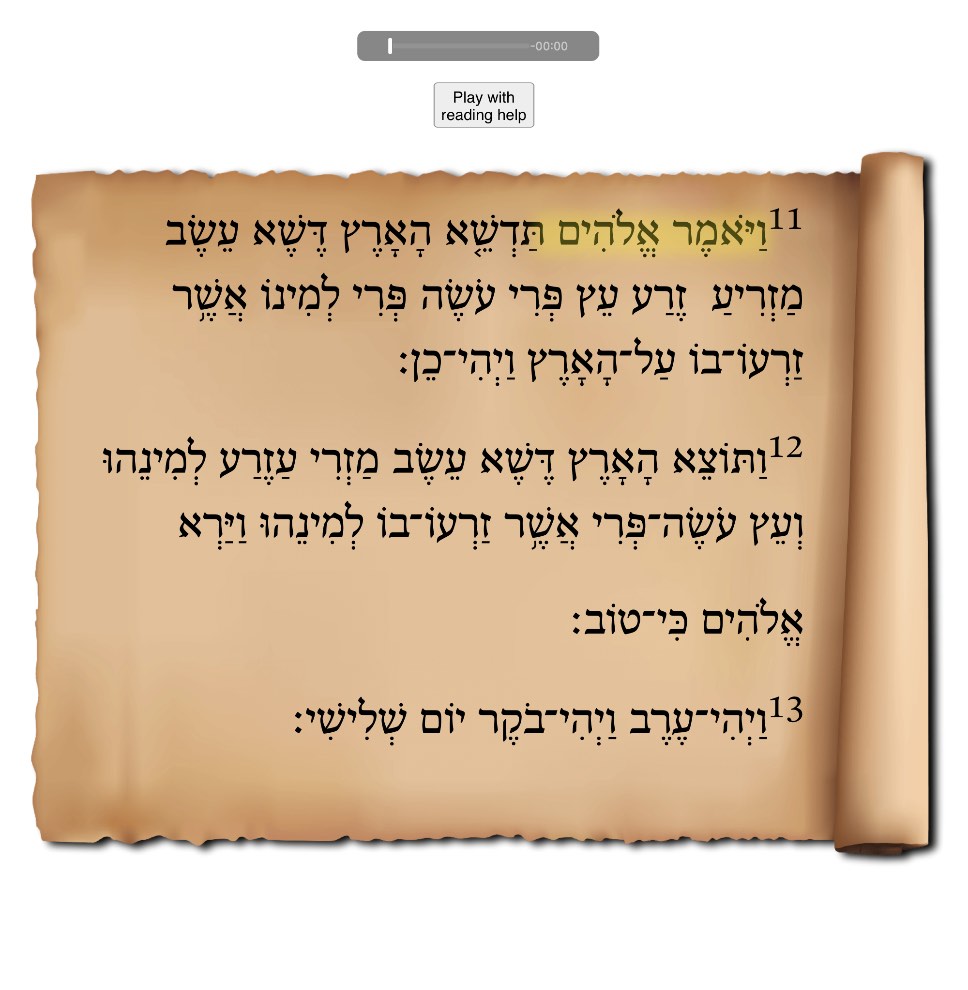 -00:00
Play with
reading help
11וַיֹּאמֶר אֱלֹהִים תַּדְשֵׁ֤א הָאָרֶץ דֶּשֶׁא עֵשֶׂב
מַזְרִיעַ זֶרַע עֵץ פְּרִי עֹשֶׂה פְּרִי לְמִינוֹ אֲשֶׁ֥ר
זַרְעוֹ־בוֹ עַל־הָאָרֶץ וַיְהִי־כֵן׃
12וַתּוֹצֵא הָאָרֶץ דֶּשֶׁא עֵשֶׂב מַזְרִי עַזֶרַע לְמִינֵהוּ
וְעֵץ עֹשֶׂה־פְּרִי אֲשֶׁ֥ר זַרְעוֹ־בוֹ לְמִינֵהוּ וַיַּרְא
אֱלֹהִים כִּי־טוֹב׃
13וַיְהִי־עֶרֶב וַיְהִי־בֹקֶר יוֹם שְׁלִישִׁי׃